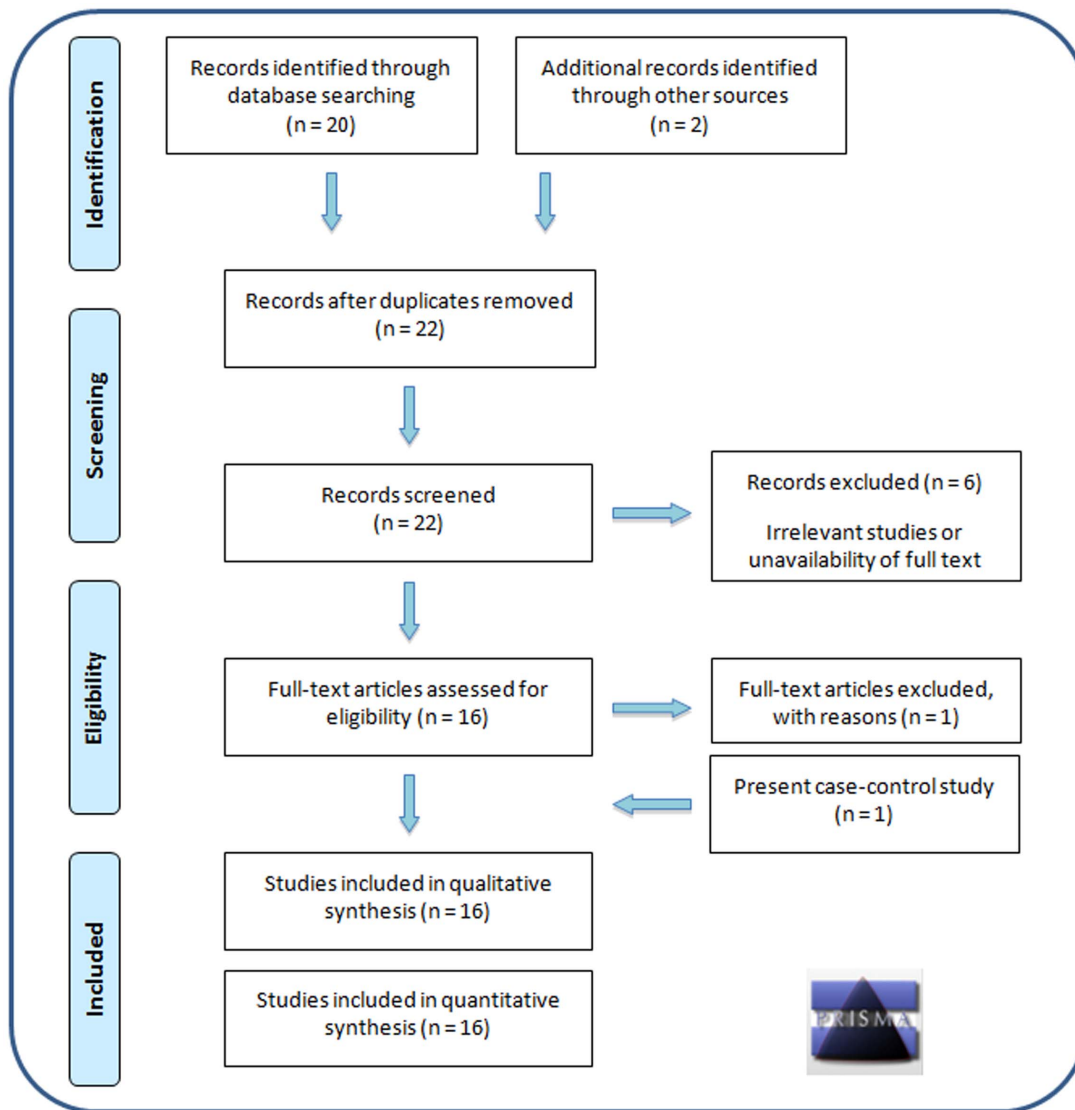 Identification
Records identified through
database searching
(n = 20)
Additional records identified
through other sources
(n = 2)
Screening
Records after duplicates removed
(n = 22)
Records screened
(n = 22)
Records excluded (n = 6)
Irrelevant studies or
unavailability of full text
Eligibility
Full-text articles assessed for
eligibility (n = 16)
Full-text articles excluded,
with reasons (n = 1)
Present case-control study
(n = 1)
Included
Studies included in qualitative
synthesis (n = 16)
Studies included in quantitative
synthesis (n = 16)
PRISMA